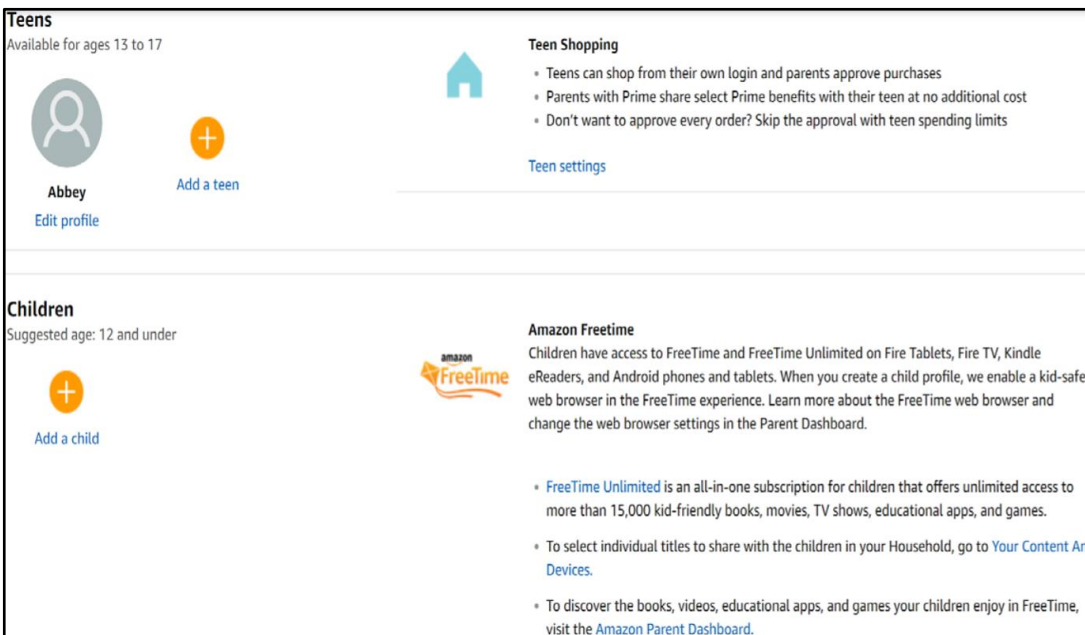 Teens
Available for ages 13 to 17
Abbey
Edit profile
Add a teen
Teen Shopping
Teens can shop from their own login and parents approve purchases
Parents with Prime share select Prime benefits with their teen at no additional cost
Don't want to approve every order? Skip the approval with teen spending limits
Teen settings
Children
Suggested age: 12 and under
Add a child
amazon
FreeTime
Amazon Freetime
Children have access to FreeTime and FreeTime Unlimited on Fire Tablets, Fire TV, Kindle
eReaders, and Android phones and tablets. When you create a child profile, we enable a kid-safe
web browser in the FreeTime experience. Learn more about the FreeTime web browser and
change the web browser settings in the Parent Dashboard.
FreeTime Unlimited is an all-in-one subscription for children that offers unlimited access to
more than 15,000 kid-friendly books, movies, TV shows, educational apps, and games.
To select individual titles to share with the children in your Household, go to Your Content
Devices.
To discover the books, videos, educational apps, and games your children enjoy in FreeTime,
visit the Amazon Parent Dashboard.